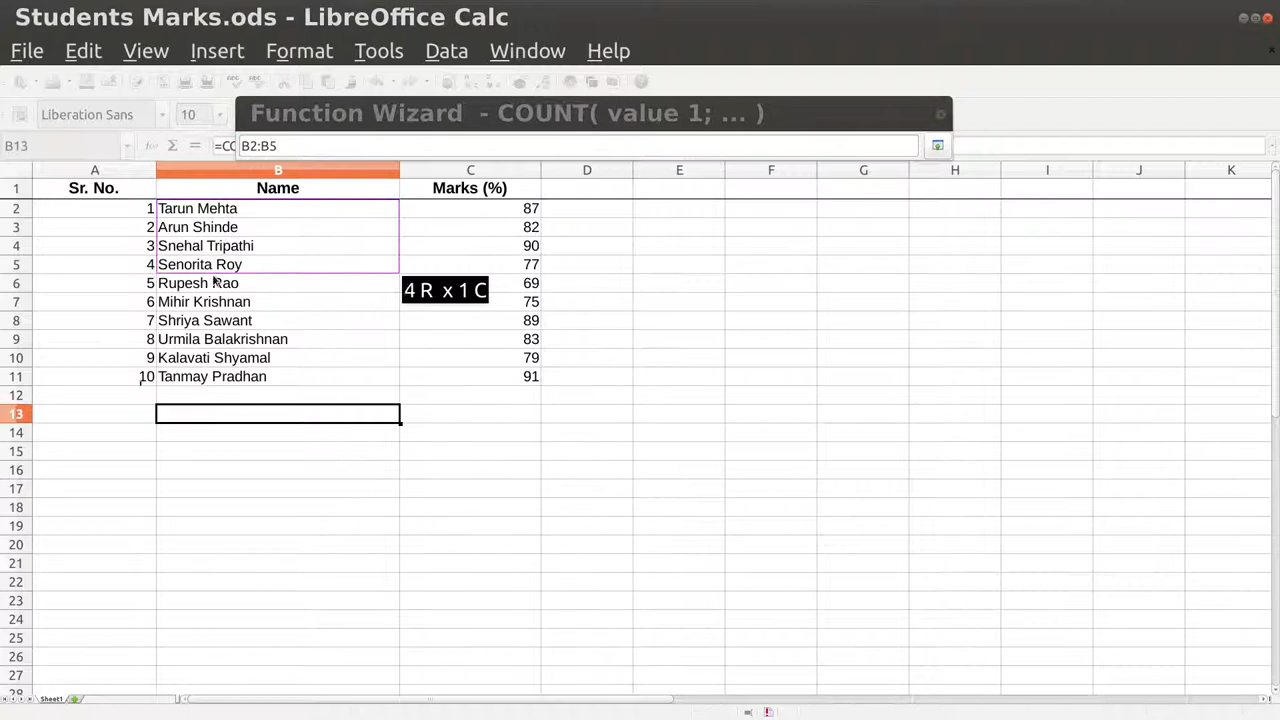 Students Marks.ods - LibreOffice Calc
File Edit View Insert Format Tools Data Window Help
Liberation Sans 10
Function Wizard - COUNT( value 1; ... )
B13 =CO B2:B5
A B C D E F G H I J K
1 Sr. No. Name Marks (%)
2 1 Tarun Mehta 87
3 2 Arun Shinde 82
4 3 Snehal Tripathi 90
5 4 Senorita Roy 77
6 5 Rupesh Rao 69
4 R x 1 C
7 6 Mihir Krishnan 75
8 7 Shriya Sawant 89
9 8 Urmila Balakrishnan 83
10 9 Kalavati Shyamal 79
11 10 Tanmay Pradhan 91
12
13
14
15
16
17
18
19
20
21
22
23
24
25
26
27
28
Sheet1